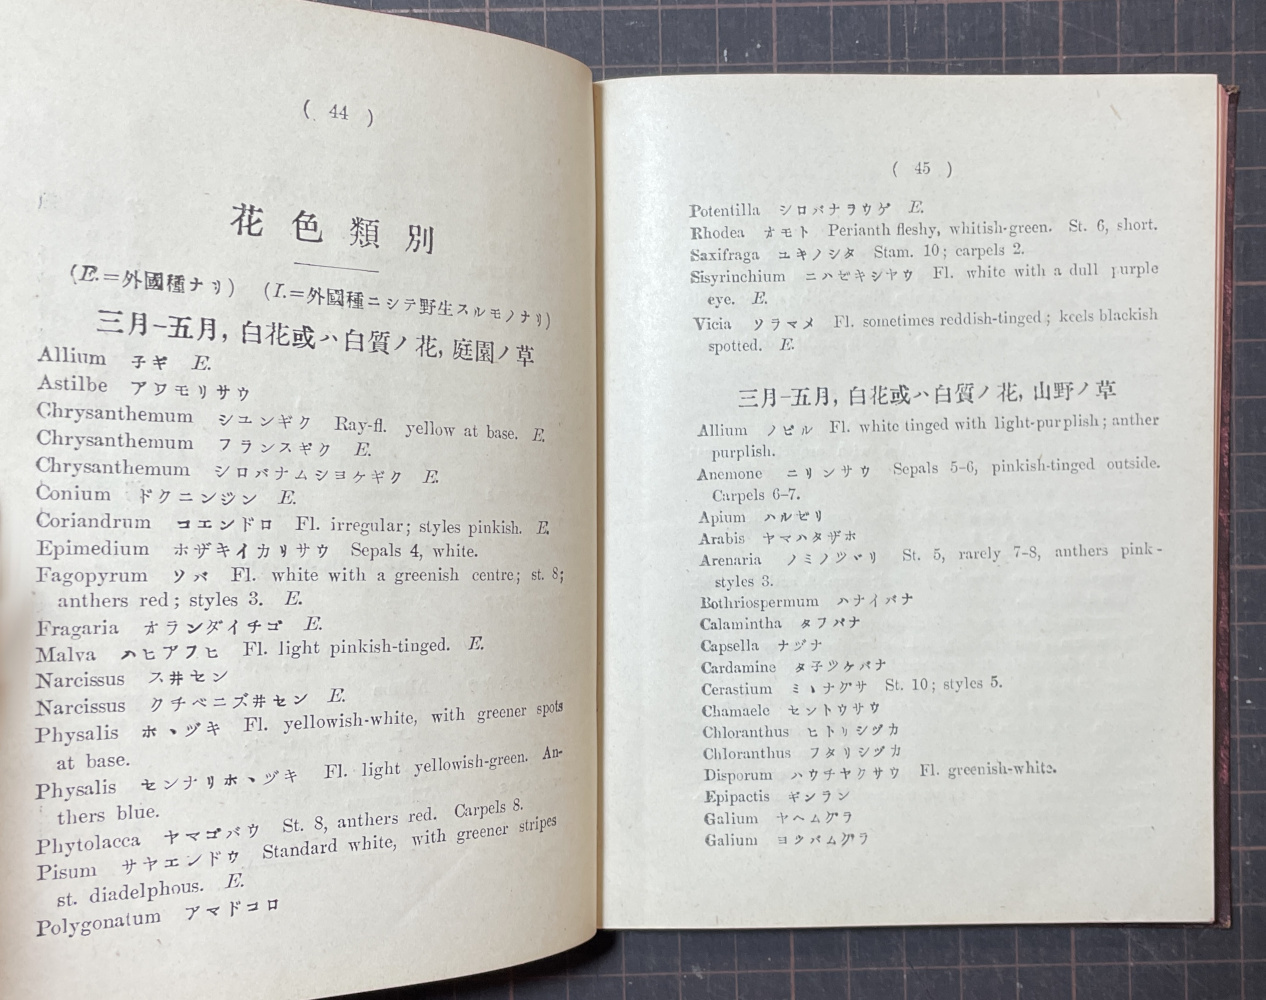 ( 44 )
花色類別
(E.=外國種ナリ) (I.=外國種ニシテ野生スルモノナリ)
三月–五月, 白花或ハ白質ノ花, 庭園ノ草
Allium 子ギ E.
Astilbe アワモリサウ
Chrysanthemum シユンギク Ray-fl. yellow at base. E.
Chrysanthemum フランスギク E.
Chrysanthemum シロバナムシヨケギク E.
Conium ドクニンジン E.
Coriandrum コエンドロ Fl. irregular; styles pinkish. E.
Epimedium ホザキイカリサウ Sepals 4, white.
Fagopyrum ソバ Fl. white with a greenish centre; st. 8;
anthers red; styles 3. E.
Fragaria オランダイチゴ E.
Malva ハヒアフヒ Fl. light pinkish-tinged. E.
Narcissus ス井セン
Narcissus クチベニズ井セン E.
Physalis ホヽヅキ Fl. yellowish-white, with greener spots
at base.
Physalis センナリホヽヅキ Fl. light yellowish-green. An-
thers blue.
Phytolacca ヤマゴバウ St. 8, anthers red. Carpels 8.
Pisum サヤエンドウ Standard white, with greener stripes
st. diadelphous. E.
Polygonatum アマドコロ
( 45 )
Potentilla シロバナラウゲ E.
Rhodea オモト Perianth fleshy, whitish-green. St. 6, short.
Saxifraga ユキノシタ Stam. 10; carpels 2.
Sisyrinchium ニハゼキシヤウ Fl. white with a dull purple
eye. E.
Vicia ソラマメ Fl. sometimes reddish-tinged; keels blackish
spotted. E.
三月–五月, 白花或ハ白質ノ花, 山野ノ草
Allium ノビル Fl. white tinged with light-purplish; anther
purplish.
Anemone ニリンサウ Sepals 5–6, pinkish-tinged outside.
Carpels 6–7.
Apium ハルゼリ
Arabis ヤマハタザホ
Arenaria ノミノツヾリ St. 5, rarely 7–8, anthers pink-
styles 3.
Bothriospermum ハナイバナ
Calamintha タフバナ
Capsella ナヅナ
Cardamine タ子ツケバナ
Cerastium ミヽナグサ St. 10; styles 5.
Chamaele セントウサウ
Chloranthus ヒトリシヅカ
Chloranthus フタリシヅカ
Disporum ハウチヤクサウ Fl. greenish-white.
Epipactis ギンラン
Galium ヤヘムグラ
Galium ヨツバムグラ